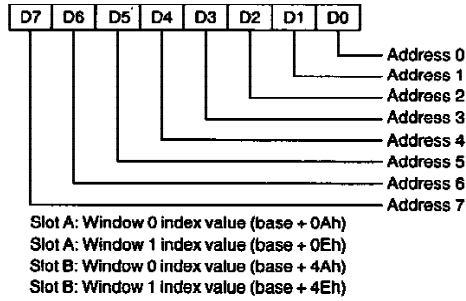 D7 D6 D5 D4 D3 D2 D1 D0
Address 0
Address 1
Address 2
Address 3
Address 4
Address 5
Address 6
Address 7
Slot A: Window 0 index value (base + 0Ah)
Slot A: Window 1 index value (base + 0Eh)
Slot B: Window 0 index value (base + 4Ah)
Slot B: Window 1 index value (base + 4Eh)